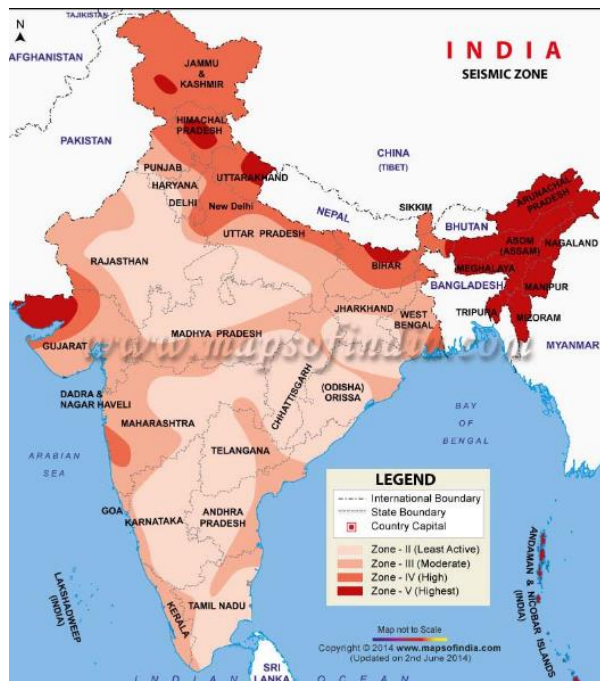 TAJIKISTAN
N
AFGHANISTAN
INDIA
SEISMIC ZONE
JAMMU
&
KASHMIR
HIMACHAL
PRADESH
PAKISTAN
PUNJAB
HARYANA
DELHI
UTTARAKHAND
New Delhi
CHINA
(TIBET)
NEPAL
SIKKIM
BHUTAN
ARUNACHAL
PRADESH
UTTAR PRADESH
RAJASTHAN
BIHAR
ASOM
(ASSAM)
NAGALAND
MEGHALAYA
BANGLADESH
MANIPUR
TRIPURA
MIZORAM
MYANMAR
JHARKHAND
WEST
BENGAL
MADHYA PRADESH
GUJARAT
www.mapsofindia.com
CHHATTISGARH
(ODISHA)
ORISSA
DADRA &
NAGAR HAVELI
MAHARASHTRA
BAY
OF
BENGAL
ARABIAN
SEA
TELANGANA
GOA
KARNATAKA
ANDHRA
PRADESH
LEGEND
International Boundary
State Boundary
Country Capital
Zone - II (Least Active)
Zone - III (Moderate)
Zone - IV (High)
Zone - V (Highest)
ANDAMAN & NICOBAR ISLANDS
(INDIA)
LAKSHADWEEP
(INDIA)
KERALA
TAMIL NADU
SRI
LANKA
Map not to Scale
Copyright © 2014 www.mapsofindia.com
(Updated on 2nd June 2014)
INDIAN OCEAN